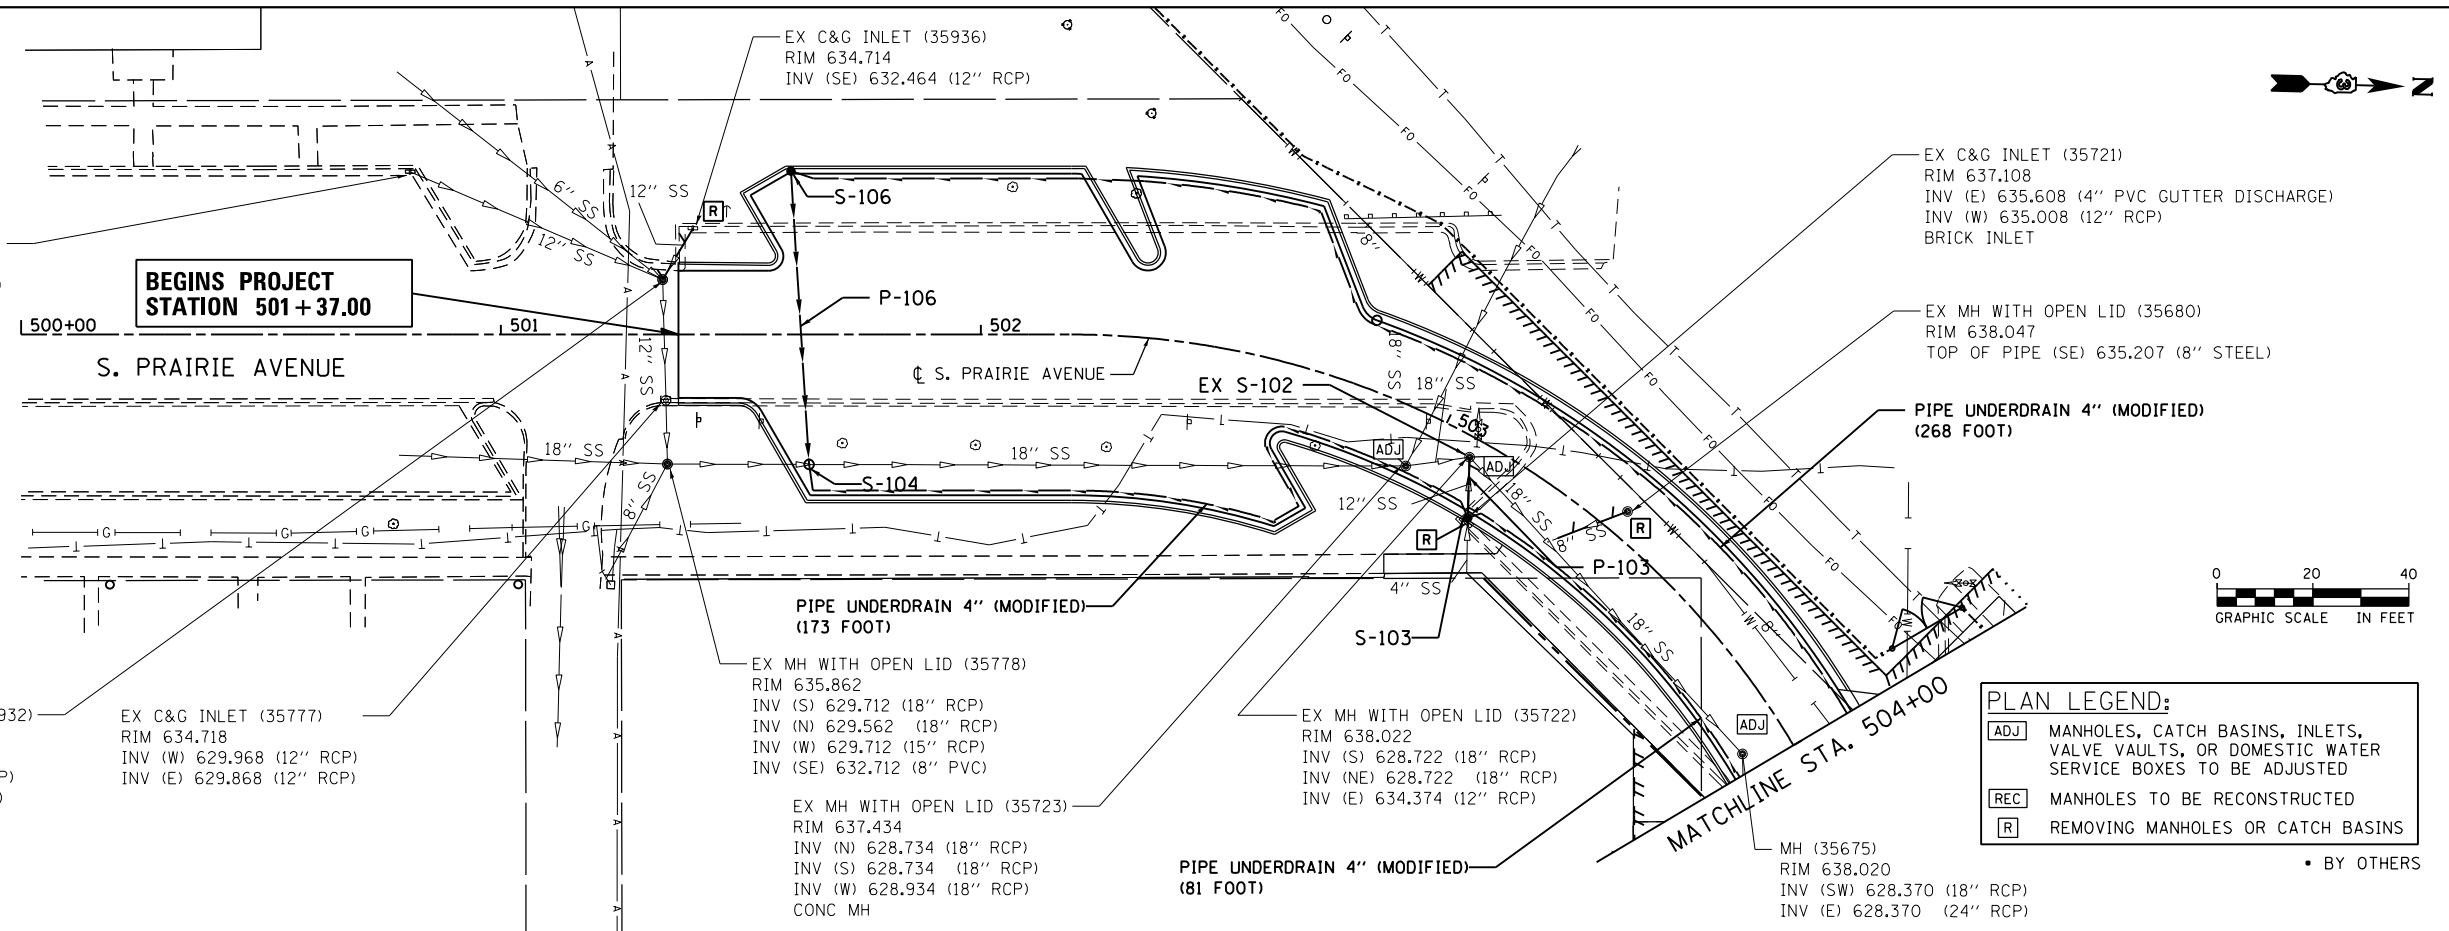 EX C&G INLET (35936)
RIM 634.714
INV (SE) 632.464 (12'' RCP)
N
EX C&G INLET (35721)
RIM 637.108
INV (E) 635.608 (4'' PVC GUTTER DISCHARGE)
INV (W) 635.008 (12'' RCP)
BRICK INLET
6'' SS
12'' SS
12'' SS
R
S-106
8''
BEGINS PROJECT
STATION 501+37.00
P-106
EX MH WITH OPEN LID (35680)
RIM 638.047
TOP OF PIPE (SE) 635.207 (8'' STEEL)
500+00
501
502
503
S. PRAIRIE AVENUE
12'' SS
℄ S. PRAIRIE AVENUE
18'' SS
18'' SS
EX S-102
PIPE UNDERDRAIN 4'' (MODIFIED)
(268 FOOT)
18'' SS
18'' SS
ADJ
ADJ
S-104
12'' SS
18'' SS
8'' SS
R
8''
R
P-103
4'' SS
0 20 40
GRAPHIC SCALE IN FEET
PIPE UNDERDRAIN 4'' (MODIFIED)
(173 FOOT)
S-103
18'' SS
8''
932)
P)
)
EX C&G INLET (35777)
RIM 634.718
INV (W) 629.968 (12'' RCP)
INV (E) 629.868 (12'' RCP)
EX MH WITH OPEN LID (35778)
RIM 635.862
INV (S) 629.712 (18'' RCP)
INV (N) 629.562 (18'' RCP)
INV (W) 629.712 (15'' RCP)
INV (SE) 632.712 (8'' PVC)
EX MH WITH OPEN LID (35723)
RIM 637.434
INV (N) 628.734 (18'' RCP)
INV (S) 628.734 (18'' RCP)
INV (W) 628.934 (18'' RCP)
CONC MH
EX MH WITH OPEN LID (35722)
RIM 638.022
INV (S) 628.722 (18'' RCP)
INV (NE) 628.722 (18'' RCP)
INV (E) 634.374 (12'' RCP)
PIPE UNDERDRAIN 4'' (MODIFIED)
(81 FOOT)
ADJ
MATCHLINE STA. 504+00
MH (35675)
RIM 638.020
INV (SW) 628.370 (18'' RCP)
INV (E) 628.370 (24'' RCP)
PLAN LEGEND:
ADJ MANHOLES, CATCH BASINS, INLETS,
VALVE VAULTS, OR DOMESTIC WATER
SERVICE BOXES TO BE ADJUSTED
REC MANHOLES TO BE RECONSTRUCTED
R REMOVING MANHOLES OR CATCH BASINS
• BY OTHERS